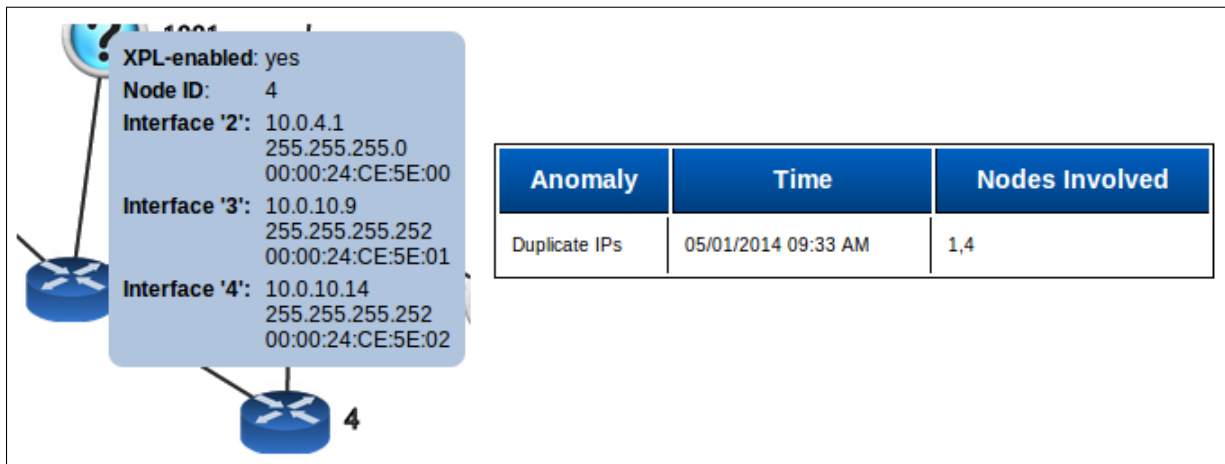 XPL-enabled: yes
Node ID: 4
Interface '2': 10.0.4.1
255.255.255.0
00:00:24:CE:5E:00
Interface '3': 10.0.10.9
255.255.255.252
00:00:24:CE:5E:01
Interface '4': 10.0.10.14
255.255.255.252
00:00:24:CE:5E:02
4
Anomaly Time Nodes Involved
Duplicate IPs 05/01/2014 09:33 AM 1,4